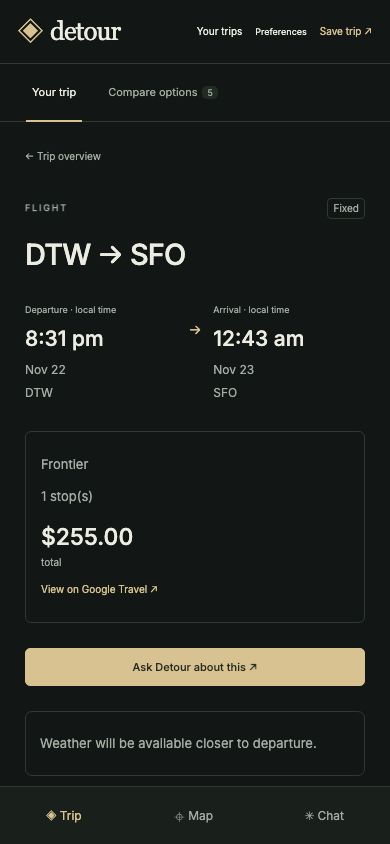 detour
Your trips Preferences Save trip ↗
Your trip Compare options 5
← Trip overview
FLIGHT Fixed
DTW → SFO
Departure · local time
8:31 pm
Nov 22
DTW
→
Arrival · local time
12:43 am
Nov 23
SFO
Frontier
1 stop(s)
$255.00
total
View on Google Travel ↗
Ask Detour about this ↗
Weather will be available closer to departure.
Trip Map Chat